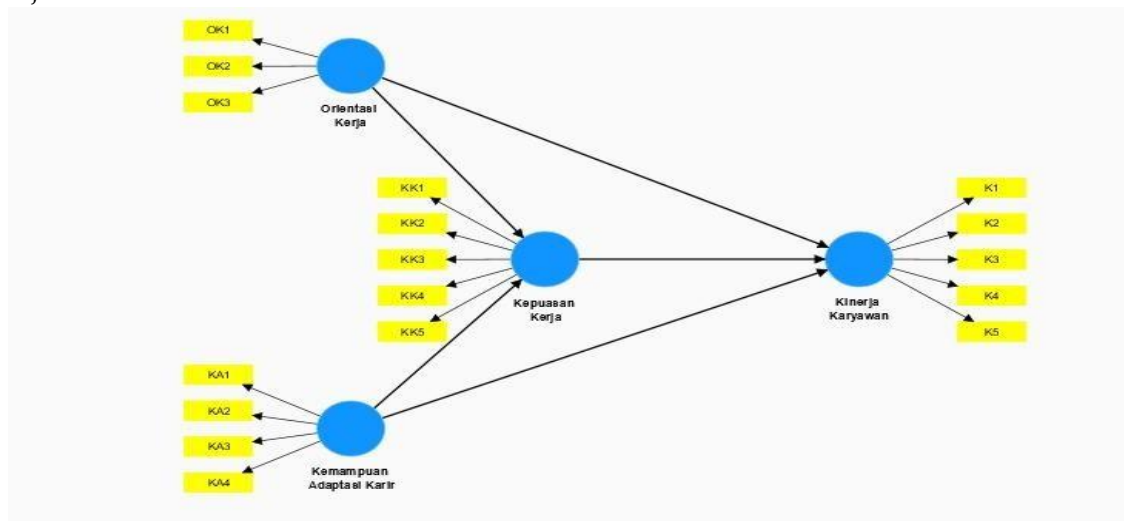 OK1
OK2
OK3
Orientasi
Kerja
KK1
KK2
KK3
KK4
KK5
Kepuasan
Kerja
K1
K2
K3
K4
K5
Kinerja
Karyawan
KA1
KA2
KA3
KA4
Kemampuan
Adaptasi Karir